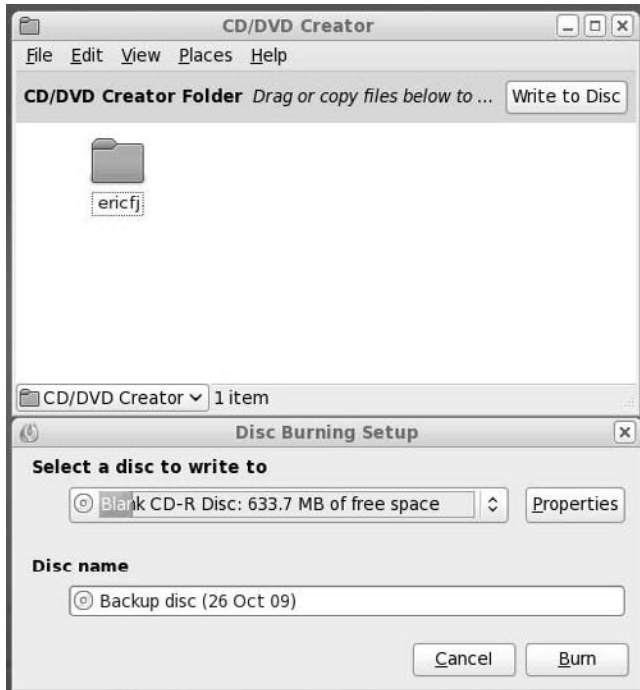 CD/DVD Creator
File Edit View Places Help
CD/DVD Creator Folder Drag or copy files below to ... Write to Disc
ericfj
CD/DVD Creator 1 item
Disc Burning Setup
Select a disc to write to
Blank CD-R Disc: 633.7 MB of free space Properties
Disc name
Backup disc (26 Oct 09)
Cancel Burn